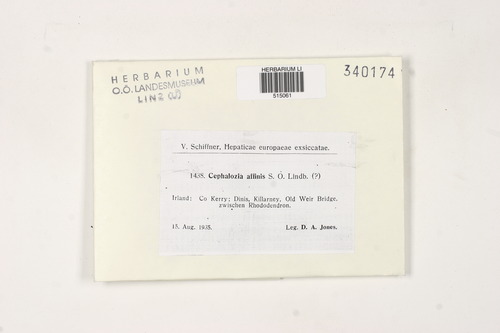 HERBARIUM
O.Ö. LANDESMUSEUM
LINZ (LI)
HERBARIUM LI
515061
340174
V. Schiffner, Hepaticae europaeae exsiccatae.
1435. Cephalozia affinis S. O. Lindb. (?)
Irland: Co Kerry; Dinis, Killarney, Old Weir Bridge,
zwischen Rhododendron.
15. Aug. 1935. Leg. D. A. Jones.